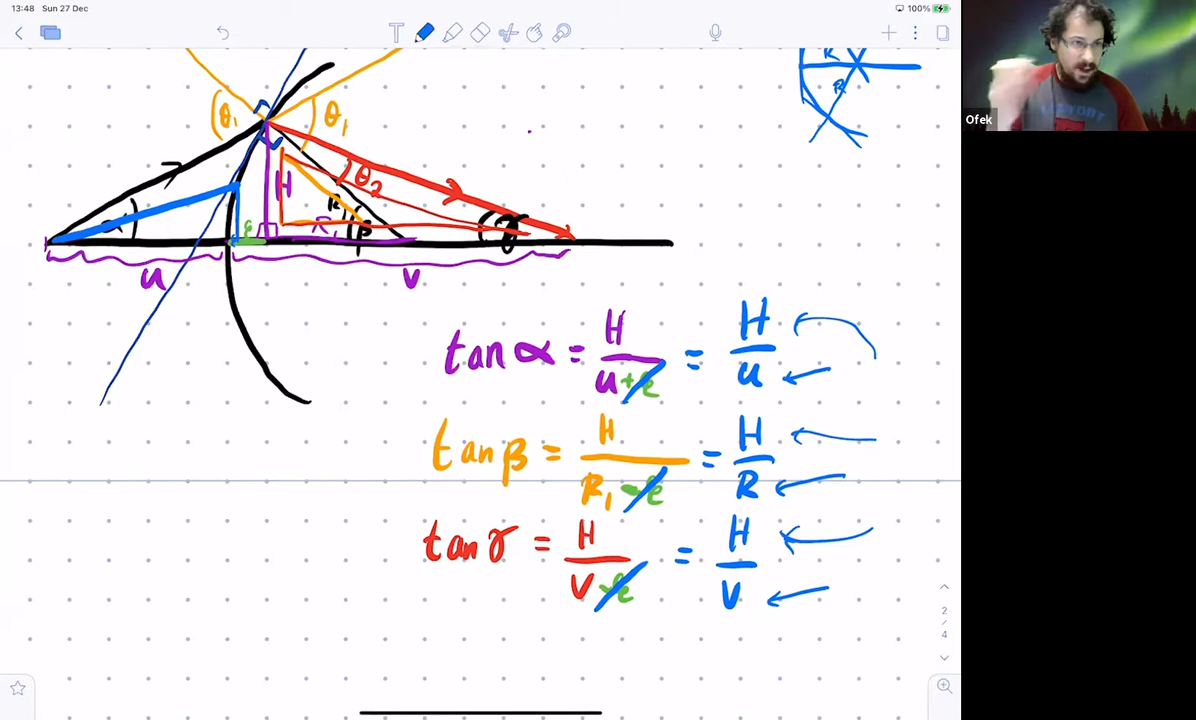 13:48 Sun 27 Dec
100%
T
R
R
θ₁
θ₁
H
θ₂
α
R
β
γ
ε
R₁
u
v
tan α = H/(u+ε) = H/u
tan β = H/(R₁-ε) = H/R
tan γ = H/(v-ε) = H/v
2
/
4
Ofek